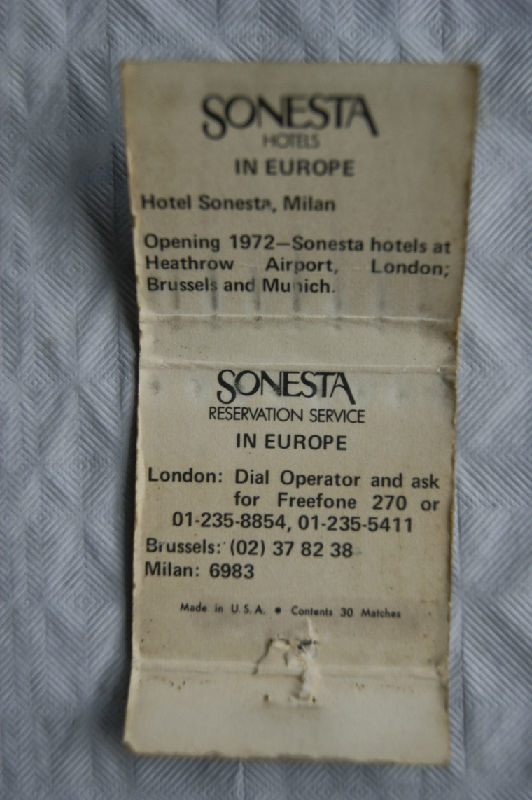 SONESTA
HOTELS
IN EUROPE
Hotel Sonesta, Milan
Opening 1972—Sonesta hotels at
Heathrow Airport, London;
Brussels and Munich.
SONESTA
RESERVATION SERVICE
IN EUROPE
London: Dial Operator and ask
for Freefone 270 or
01-235-8854, 01-235-5411
Brussels: (02) 37 82 38
Milan: 6983
Made in U.S.A. • Contents 30 Matches